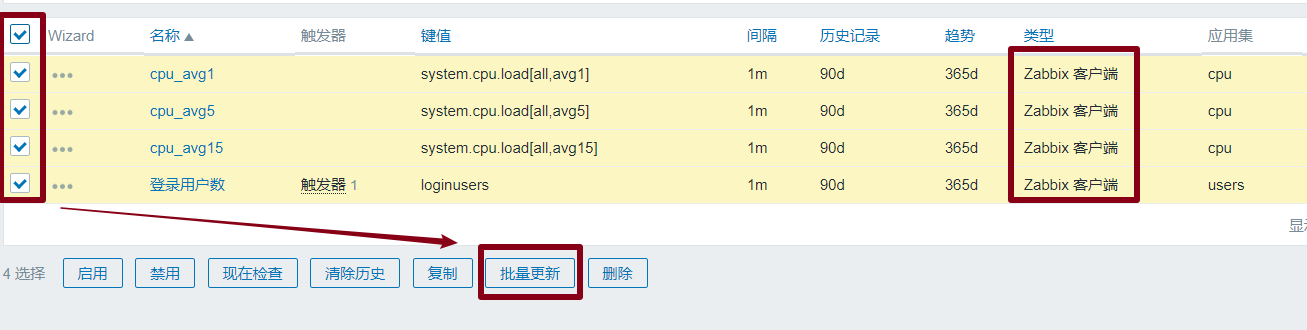 Wizard 名称 触发器 键值 间隔 历史记录 趋势 类型 应用集
cpu_avg1 system.cpu.load[all,avg1] 1m 90d 365d Zabbix 客户端 cpu
cpu_avg5 system.cpu.load[all,avg5] 1m 90d 365d Zabbix 客户端 cpu
cpu_avg15 system.cpu.load[all,avg15] 1m 90d 365d Zabbix 客户端 cpu
登录用户数 触发器 1 loginusers 1m 90d 365d Zabbix 客户端 users
4 选择 启用 禁用 现在检查 清除历史 复制 批量更新 删除